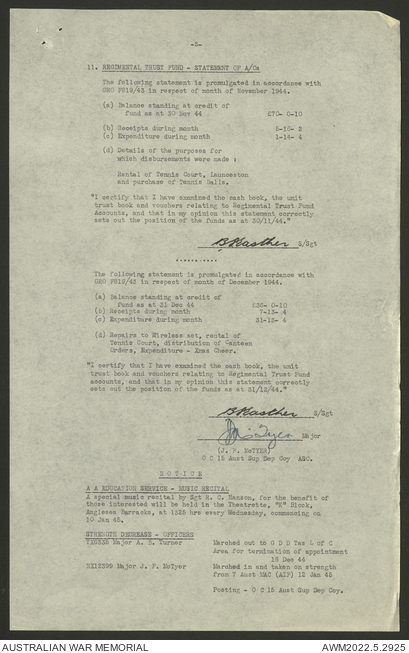 -2-
11. REGIMENTAL TRUST FUND - STATEMENT OF A/Cs
The following statement is promulgated in accordance with
GRO F819/43 in respect of month of November 1944.
(a) Balance standing at credit of
fund as at 30 Nov 44 £70- 0-10
(b) Receipts during month 5-16- 2
(c) Expenditure during month 1-14- 4
(d) Details of the purposes for
which disbursements were made :
Rental of Tennis Court, Launceston
and purchase of Tennis Balls.
"I certify that I have examined the cash book, the unit
trust book and vouchers relating to Regimental Trust Fund
Accounts, and that in my opinion this statement correctly
sets out the position of the funds as at 30/11/44."
S/Sgt
...........
The following statement is promulgated in accordance with
GRO F819/43 in respect of month of December 1944.
(a) Balance standing at credit of
Fund as at 31 Dec 44 £36- 0-10
(b) Receipts during month 7-13- 4
(c) Expenditure during month 31-13- 4
(d) Repairs to Wireless set, rental of
Tennis Court, distribution of Canteen
Orders, Expenditure - Xmas Cheer.
"I certify that I have examined the cash book, the unit
trust book and vouchers relating to Regimental Trust Fund
accounts, and that in my opinion this statement correctly
sets out the position of the funds as at 31/12/44."
S/Sgt
Major
(J. F. McTYER)
O C 15 Aust Sup Dep Coy ASC.
N O T I C E
A A EDUCATION SERVICE - MUSIC RECITAL
A special music recital by Sgt R. C. Hanson, for the benefit of
those interested will be held in the Theatrette, "E" Block,
Anglesea Barracks, at 1325 hrs every Wednesday, commencing on
10 Jan 45.
STRENGTH DECREASE - OFFICERS
Major A. E. Turner Marched out to G D D Tas L of C
Area for termination of appointment
18 Dec 44
NX12399 Major J. F. McTyer Marched in and taken on strength
from 7 Aust MAC (AIF) 12 Jan 45
Posting - O C 15 Aust Sup Dep Coy.
AUSTRALIAN WAR MEMORIAL AWM2022.5.2925